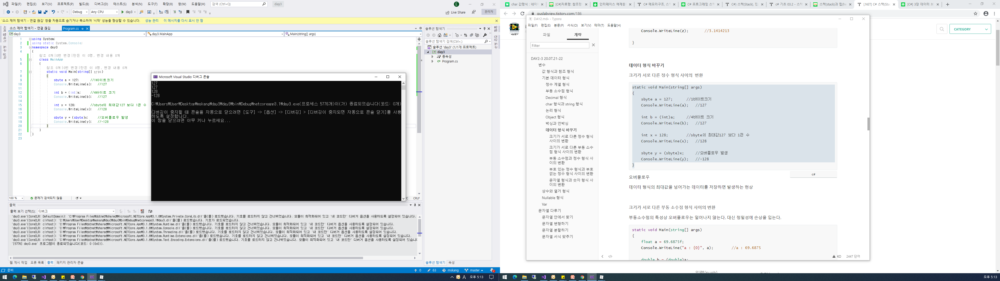 파일(F) 편집(E) 보기(V) 프로젝트(P) 빌드(B) 디버그(D) 테스트(S) 분석(N) 도구(T) 확장(X) 창(W) 도움말(H) 검색 (Ctrl+Q) day3
Debug Any CPU day3 Live Share 관리자
'소스 제어 탐색기 - 연결 끊김' 창을 자동으로 숨기거나 축소하여 '시작' 성능을 향상할 수 있습니다. 성능 관리 이 메시지를 다시 표시 안 함
서버 탐색기 도구 상자
소스 제어 탐색기 - 연결 끊김 Program.cs
day3 day3.MainApp Main(string[] args)
1 using System;
2 using static System.Console;
3 namespace day3
4 {
참조 0개|0번 변경|만든 이 0명, 변경 내용 0개
5 class MainApp
6 {
참조 0개|0번 변경|만든 이 0명, 변경 내용 0개
7 static void Main(string[] args)
8 {
9 sbyte a = 127; //1바이트크기
10 Console.WriteLine(a); //127
11
12 int b = (int)a; //4바이트 크기
13 Console.WriteLine(b); //127
14
15 int x = 128; //sbyte의 최대값127 보다 1큰 수
16 Console.WriteLine(x); //128
17
18 sbyte y = (sbyte)x; //오버플로우 발생
19 Console.WriteLine(y); //-128
20 }
21 }
22 }
23
100 % 문제가 검색되지 않음 CRLF
Microsoft Visual Studio 디버그 콘솔
127
127
128
-128
C:₩Users₩User₩Desktop₩mskang₩day3₩day3₩bin₩Debug₩netcoreapp3.1₩day3.exe(프로세스 5776개)이(가) 종료되었습니다(코드: 0개)
.
디버깅이 중지될 때 콘솔을 자동으로 닫으려면 [도구] -> [옵션] -> [디버깅] > [디버깅이 중지되면 자동으로 콘솔 닫기]를 사용
하도록 설정합니다.
이 창을 닫으려면 아무 키나 누르세요...
솔루션 탐색기
솔루션 탐색기 검색(Ctrl+;)
솔루션 'day3' (1/1개 프로젝트)
day3
종속성
Program.cs
솔루션 탐색기 속성
알림 진단 도구
출력
출력 보기 선택(S): 디버그
'day3.exe'(CoreCLR: DefaultDomain): 'C:₩Program Files₩dotnet₩shared₩Microsoft.NETCore.App₩3.1.6₩System.Private.CoreLib.dll'을(를) 로드했습니다. 기호를 로드하지 않고 건너뛰었습니다. 모듈이 최적화되어 있고 '내 코드만' 디버거 옵션을 사용하도록 설정되어 있습니다.
'day3.exe'(CoreCLR: clrhost): 'C:₩Users₩User₩Desktop₩mskang₩day3₩day3₩bin₩Debug₩netcoreapp3.1₩day3.dll'을(를) 로드했습니다. 기호가 로드되었습니다.
'day3.exe'(CoreCLR: clrhost): 'C:₩Program Files₩dotnet₩shared₩Microsoft.NETCore.App₩3.1.6₩System.Runtime.dll'을(를) 로드했습니다. 기호를 로드하지 않고 건너뛰었습니다. 모듈이 최적화되어 있고 '내 코드만' 디버거 옵션을 사용하도록 설정되어 있습니다.
'day3.exe'(CoreCLR: clrhost): 'C:₩Program Files₩dotnet₩shared₩Microsoft.NETCore.App₩3.1.6₩System.Console.dll'을(를) 로드했습니다. 기호를 로드하지 않고 건너뛰었습니다. 모듈이 최적화되어 있고 '내 코드만' 디버거 옵션을 사용하도록 설정되어 있습니다.
'day3.exe'(CoreCLR: clrhost): 'C:₩Program Files₩dotnet₩shared₩Microsoft.NETCore.App₩3.1.6₩System.Threading.dll'을(를) 로드했습니다. 기호를 로드하지 않고 건너뛰었습니다. 모듈이 최적화되어 있고 '내 코드만' 디버거 옵션을 사용하도록 설정되어 있습니다.
'day3.exe'(CoreCLR: clrhost): 'C:₩Program Files₩dotnet₩shared₩Microsoft.NETCore.App₩3.1.6₩System.Runtime.Extensions.dll'을(를) 로드했습니다. 기호를 로드하지 않고 건너뛰었습니다. 모듈이 최적화되어 있고 '내 코드만' 디버거 옵션을 사용하도록 설정되어 있습니다.
'day3.exe'(CoreCLR: clrhost): 'C:₩Program Files₩dotnet₩shared₩Microsoft.NETCore.App₩3.1.6₩System.Text.Encoding.Extensions.dll'을(를) 로드했습니다. 기호를 로드하지 않고 건너뛰었습니다. 모듈이 최적화되어 있고 '내 코드만' 디버거 옵션을 사용하도록 설정되어 있습니다
'[5776] day3.exe' 프로그램이 종료되었습니다(코드: 0 (0x0)).
웹 게시 작업 오류 목록 출력 패키지 관리자 콘솔
준비 0 63 mskang master 2
A 오후 5:13
char 값형식 : 네이 [C#]자료형: 참조형 인터페이스 예제들 C# 메모리구조, 스 C# 프로그래밍 스택 C#) 스택(Stack), 힙 c# 기초 03.2 - 스택 스택(stack)과 힙(he [.NET] C# 스택(Sta [C#] 3장 데이터 보
guslabview.tistory.com/186
CATEGORY
DAY2.md• - Typora
파일(F) 편집(E) 본문(P) 서식(O) 보기(V) 테마(T) 도움말(H)
파일 개략
Filter
DAY2-3 20.07.21-22
변수
값 형식과 참조 형식
기본 데이터 형식
정수 계열 형식
부동 소수점 형식
Decimal 형식
char 형식과 string 형식
논리 형식
Object 형식
박싱과 언박싱
데이터 형식 바꾸기
크기가 서로 다른 정수 형식
사이의 변환
크기가 서로 다른 부동 소수
점 형식 사이의 변환
부동 소수점과 정수 형식 사
이의 변환
부호 있는 정수 형식과 부호
없는 정수 형식 사이의 변환
문자열 형식과 숫자 형식 사
이의 변환
상수와 열거 형식
Nullable 형식
Var
문자열 다루기
문자열 안에서 찾기
문자열 변형하기
문자열 분할하기
문자열 서식 맞추기
Console.WriteLine(z); //3.1414213
}
데이터 형식 바꾸기
크기가 서로 다른 정수 형식 사이의 변환
static void Main(string[] args)
{
sbyte a = 127; //1바이트크기
Console.WriteLine(a); //127
int b = (int)a; //4바이트 크기
Console.WriteLine(b); //127
int x = 128; //sbyte의 최대값127 보다 1큰 수
Console.WriteLine(x); //128
sbyte y = (sbyte)x; //오버플로우 발생
Console.WriteLine(y); //-128
}
c#
오버플로우
데이터 형식의 최대값을 넘어가는 데이터를 저장하면 발생하는 현상
크기가 서로 다른 부동 소수점 형식 사이의 변환
부동소수점의 특성상 오버플로우는 일어나지 않는다. 대신 정밀성에 손상을 입는다.
static void Main(string[] args)
{
float a = 69.6875f;
Console.WriteLine("a : {0}", a); //a : 69.6875
double b = (double)a;
KO 2447 단어
입력(push)
오후 5:13